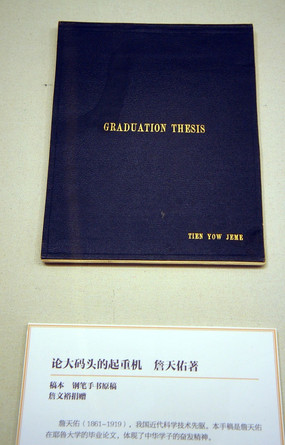 GRADUATION THESIS
TIEN YOW JEME
论大码头的起重机 詹天佑著
稿本 钢笔手书原稿
詹文裕捐赠
詹天佑（1861-1919），我国近代科学技术先驱。本手稿是詹天佑
在耶鲁大学的毕业论文，体现了中华学子的奋发精神。